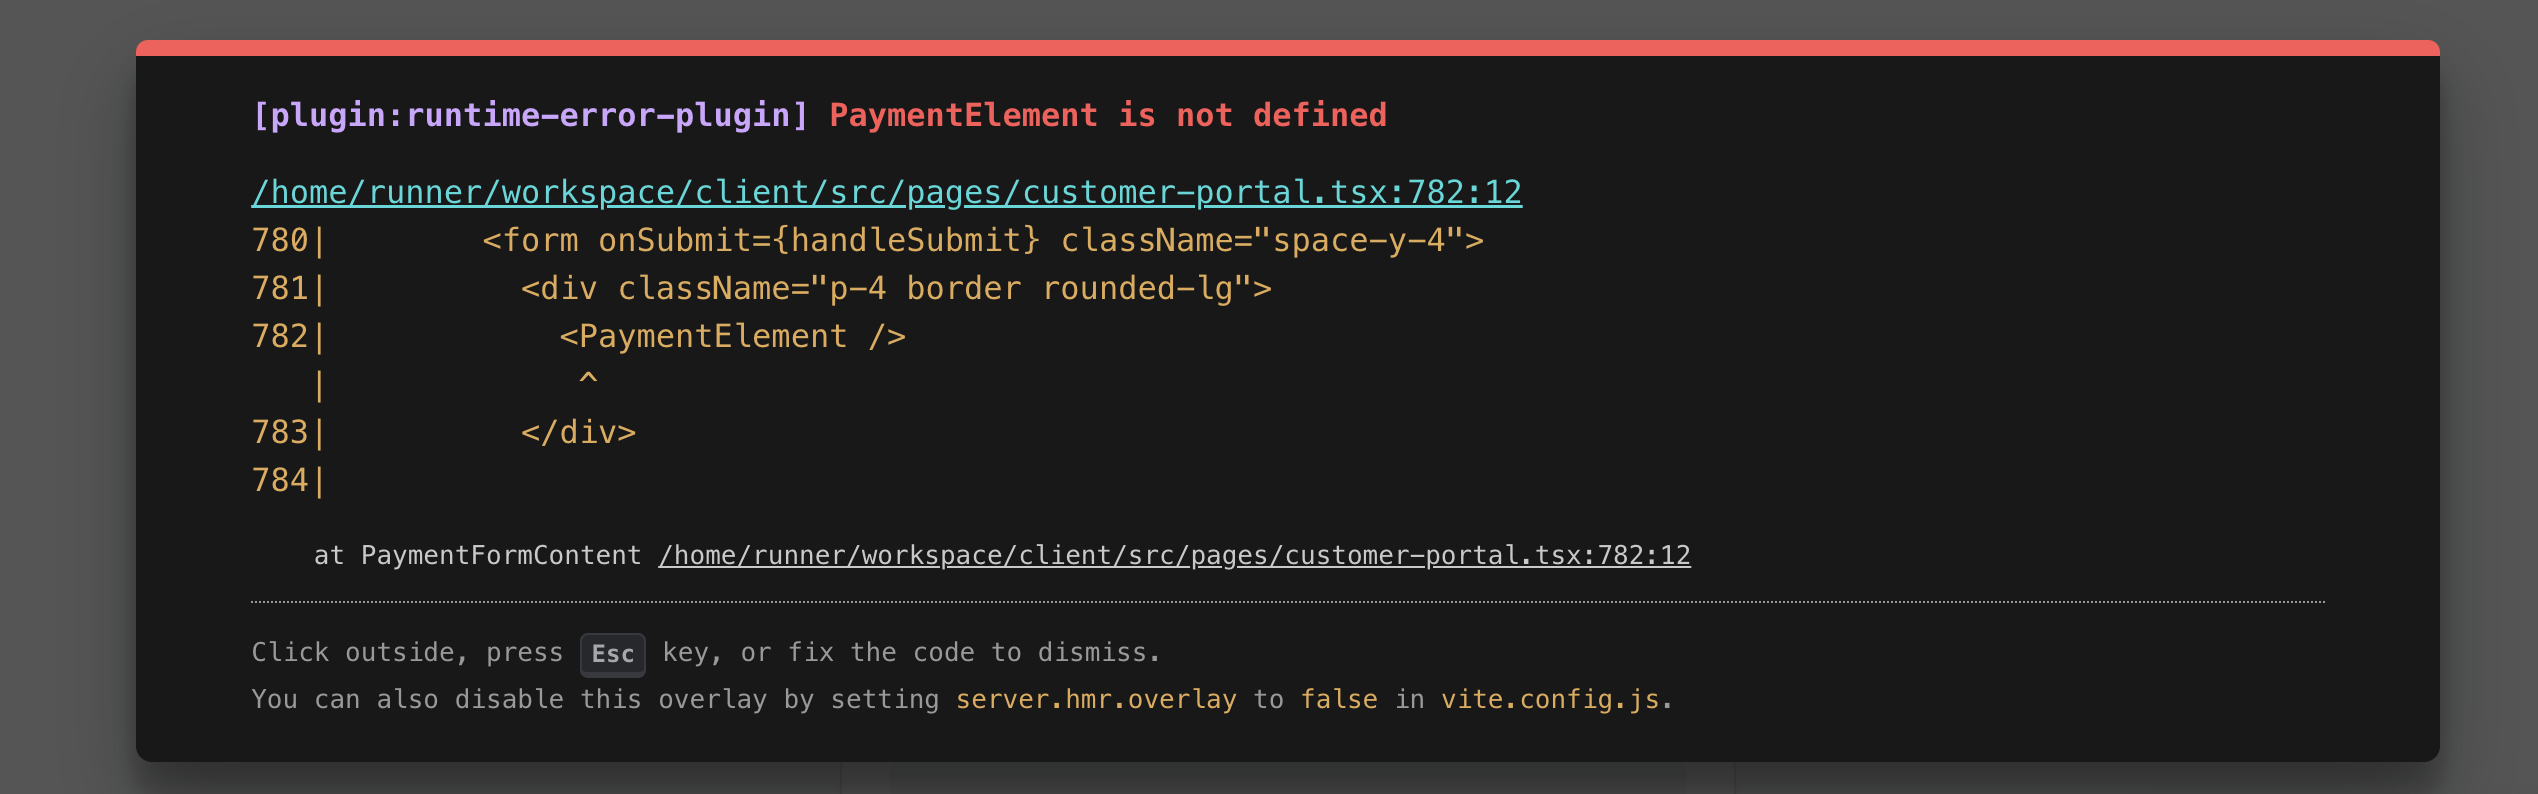 [plugin:runtime-error-plugin] PaymentElement is not defined
/home/runner/workspace/client/src/pages/customer-portal.tsx:782:12
780|        <form onSubmit={handleSubmit} className="space-y-4">
781|          <div className="p-4 border rounded-lg">
782|            <PaymentElement />
   |             ^
783|          </div>
784|
    at PaymentFormContent /home/runner/workspace/client/src/pages/customer-portal.tsx:782:12
Click outside, press Esc key, or fix the code to dismiss.
You can also disable this overlay by setting server.hmr.overlay to false in vite.config.js.